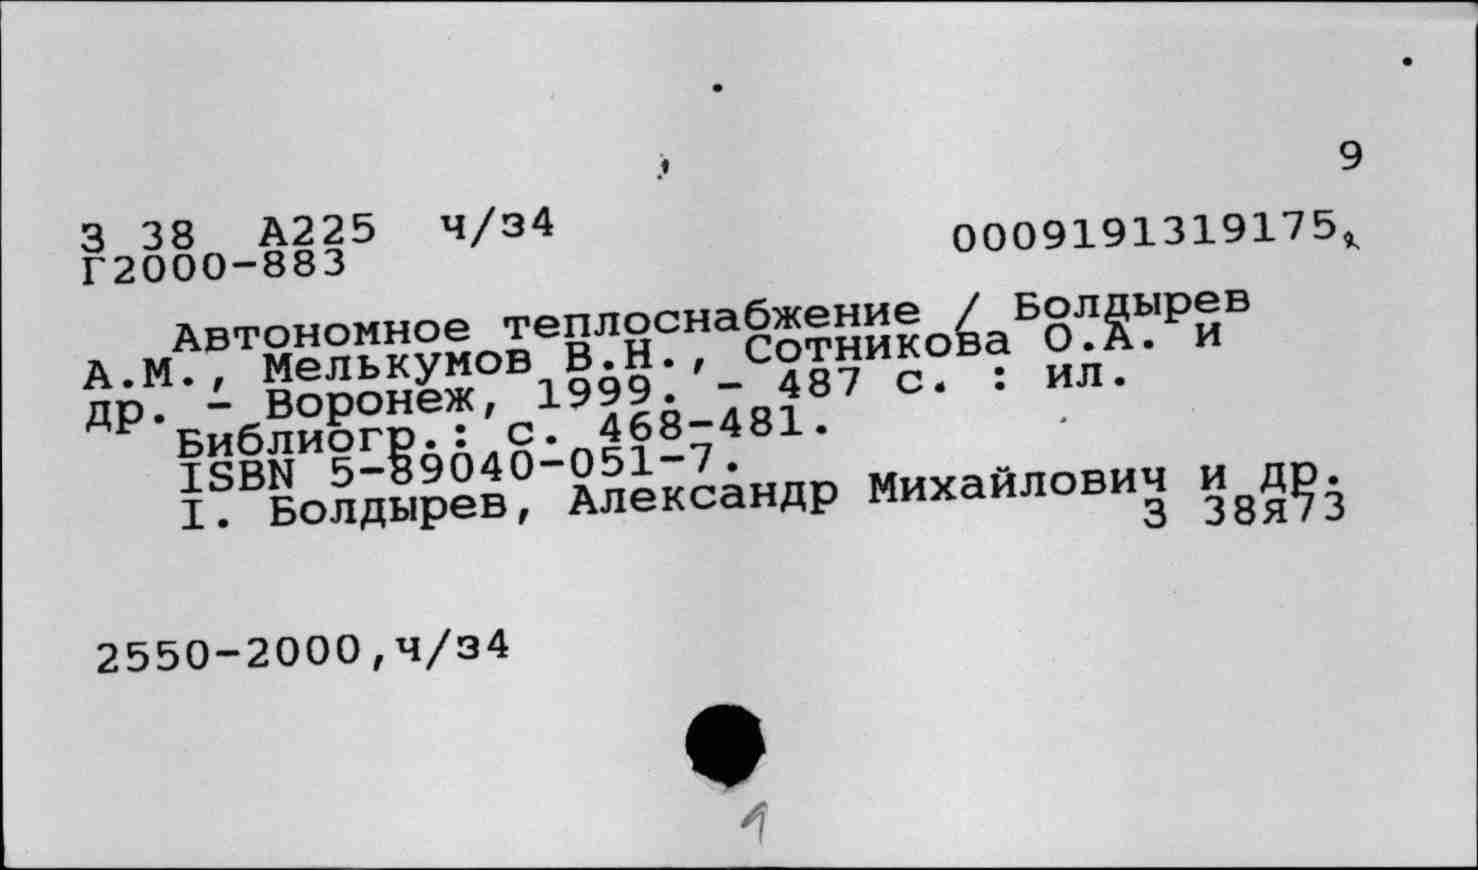 9
З 38 А225 ч/з4 0009191319175
Г2000-883
Автономное теплоснабжение / Болдырев
А.М., Мелькумов В.Н., Сотникова О.А. и
др. - Воронеж, 1999. - 487 с. : ил.
Библиогр.: с. 468-481.
ISBN 5-89040-051-7.
I. Болдырев, Александр Михайлович и др.
З 38я73
2550-2000,ч/з4
1